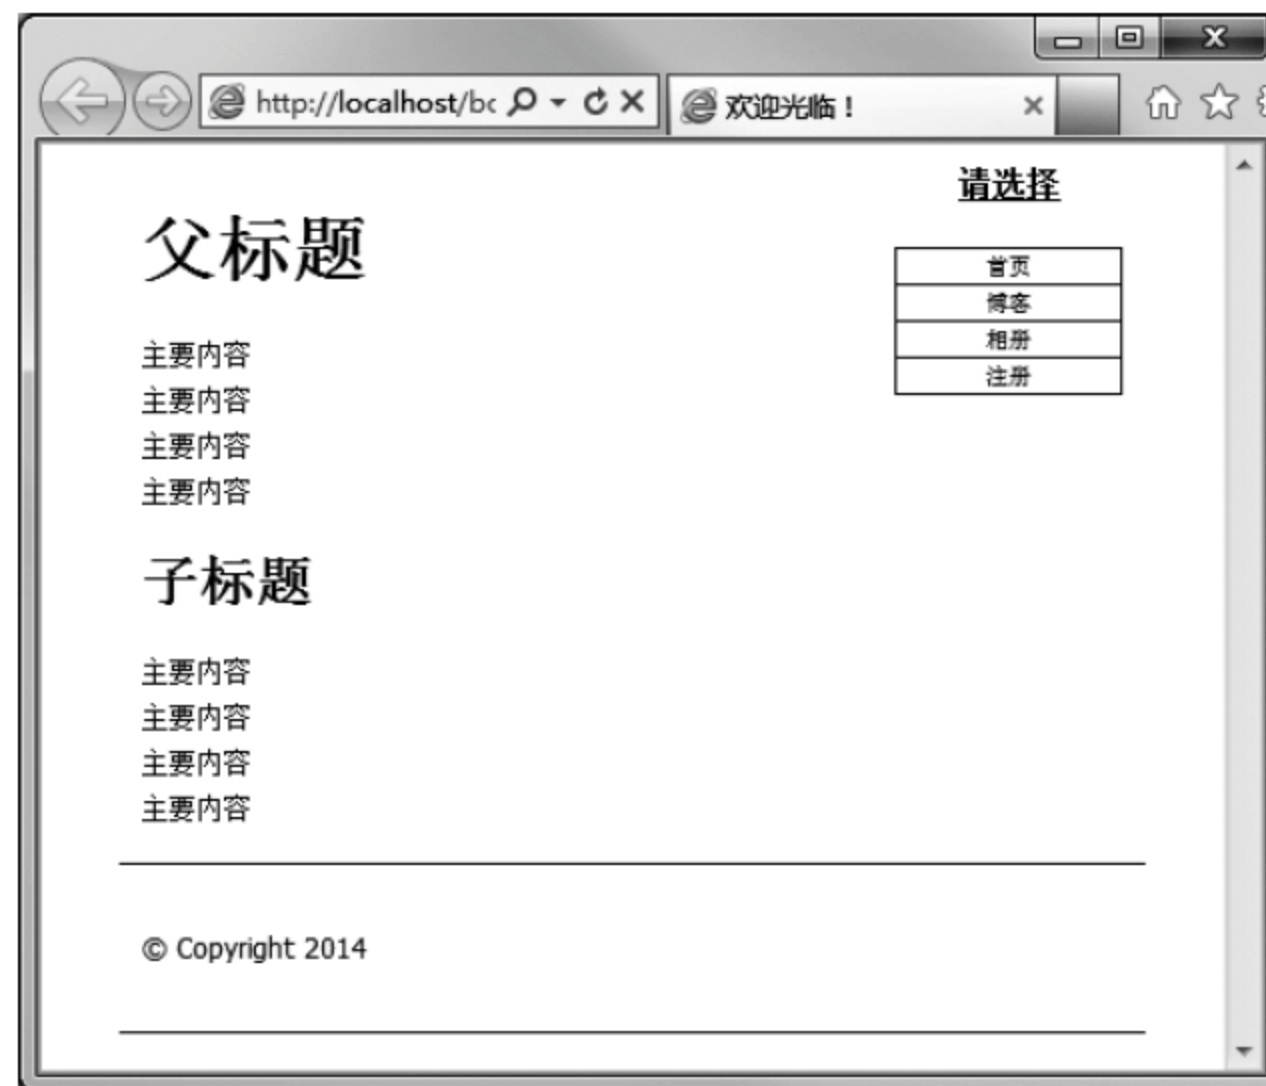 http://localhost/bc
欢迎光临！
请选择
首页
博客
相册
注册
父标题
主要内容
主要内容
主要内容
主要内容
子标题
主要内容
主要内容
主要内容
主要内容
© Copyright 2014